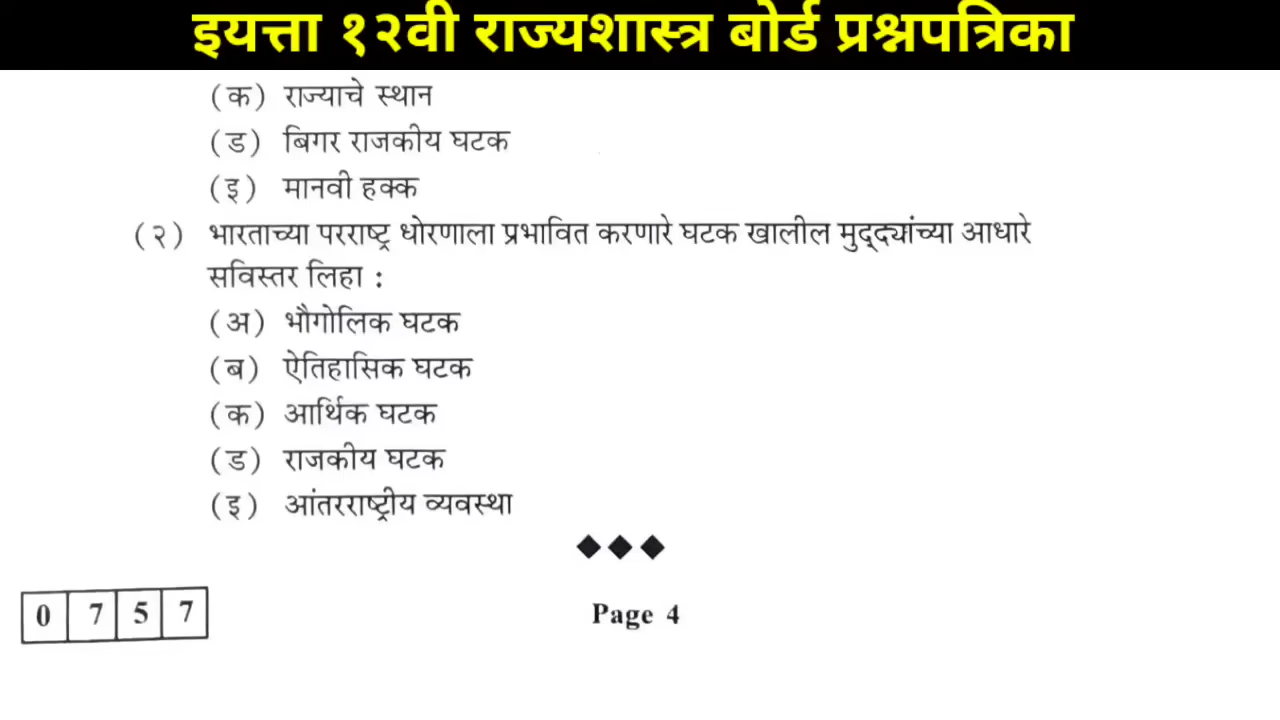 इयत्ता १२वी राज्यशास्त्र बोर्ड प्रश्नपत्रिका
(क) राज्याचे स्थान
(ड) बिगर राजकीय घटक
(इ) मानवी हक्क
(२) भारताच्या परराष्ट्र धोरणाला प्रभावित करणारे घटक खालील मुद्द्यांच्या आधारे
सविस्तर लिहा :
(अ) भौगोलिक घटक
(ब) ऐतिहासिक घटक
(क) आर्थिक घटक
(ड) राजकीय घटक
(इ) आंतरराष्ट्रीय व्यवस्था
0 7 5 7
Page 4